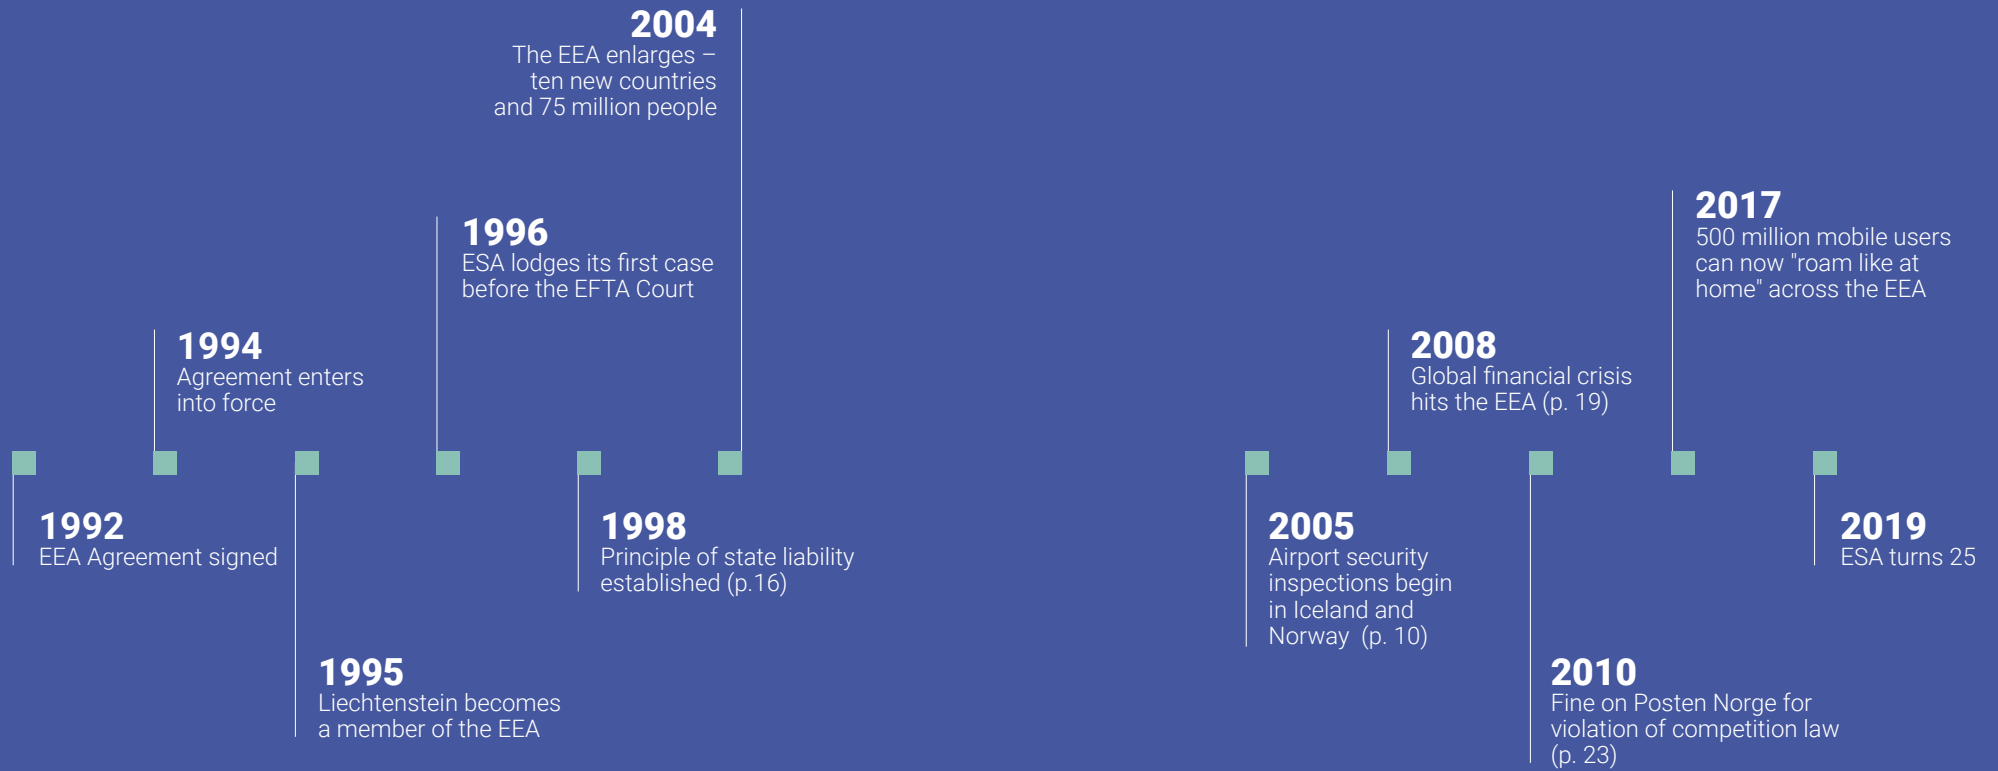 1992
EEA Agreement signed
1994
Agreement enters
into force
1995
Liechtenstein becomes
a member of the EEA
1996
ESA lodges its first case
before the EFTA Court
1998
Principle of state liability
established (p.16)
2004
The EEA enlarges –
ten new countries
and 75 million people
2005
Airport security
inspections begin
in Iceland and
Norway (p. 10)
2008
Global financial crisis
hits the EEA (p. 19)
2010
Fine on Posten Norge for
violation of competition law
(p. 23)
2017
500 million mobile users
can now "roam like at
home" across the EEA
2019
ESA turns 25